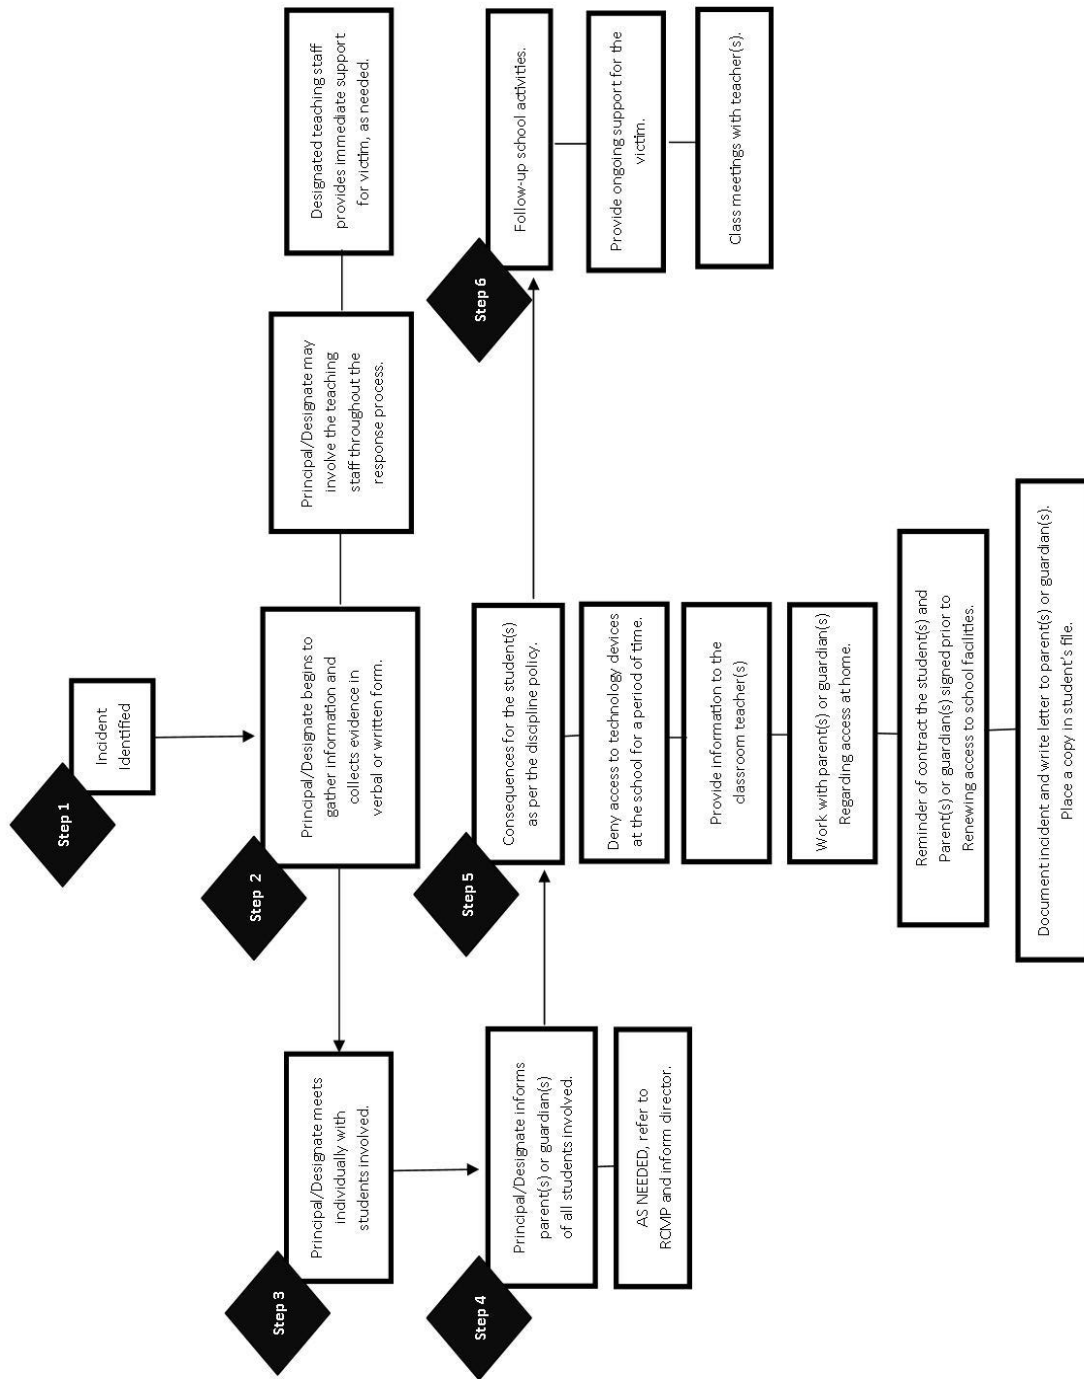 Step 1
Incident
Identified
Step 2
Principal/Designate begins to
gather information and
collects evidence in
verbal or written form.
Principal/Designate may
involve the teaching
staff throughout the
response process.
Designated teaching staff
provides immediate support
for victim, as needed.
Step 3
Principal/Designate meets
individually with
students involved.
Step 4
Principal/Designate informs
parent(s) or guardian(s)
of all students involved.
AS NEEDED, refer to
RCMP and inform director.
Step 5
Consequences for the student(s)
as per the discipline policy.
Deny access to technology devices
at the school for a period of time.
Provide information to the
classroom teacher(s)
Work with parent(s) or guardian(s)
Regarding access at home.
Reminder of contract the student(s) and
Parent(s) or guardian(s) signed prior to
Renewing access to school facilities.
Document incident and write letter to parent(s) or guardian(s).
Place a copy in student's file.
Step 6
Follow-up school activities.
Provide ongoing support for the
victim.
Class meetings with teacher(s).